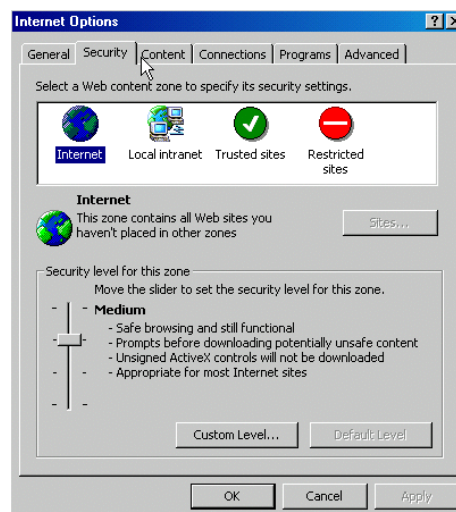 Internet Options
General Security Content Connections Programs Advanced
Select a Web content zone to specify its security settings.
Internet Local intranet Trusted sites Restricted
sites
Internet
This zone contains all Web sites you
haven't placed in other zones
Sites...
Security level for this zone
Move the slider to set the security level for this zone.
Medium
- Safe browsing and still functional
- Prompts before downloading potentially unsafe content
- Unsigned ActiveX controls will not be downloaded
- Appropriate for most Internet sites
Custom Level... Default Level
OK Cancel Apply